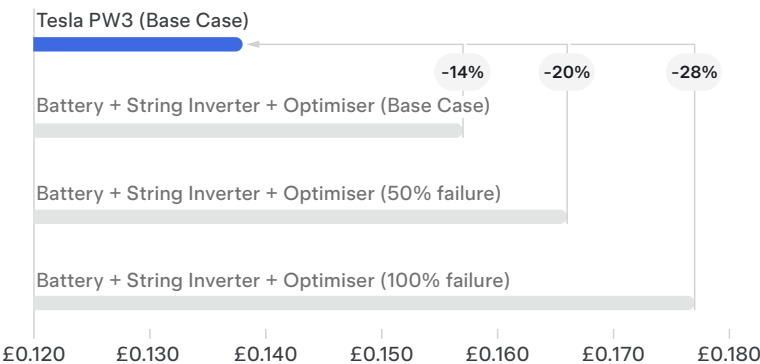 Tesla PW3 (Base Case)
-14% -20% -28%
Battery + String Inverter + Optimiser (Base Case)
Battery + String Inverter + Optimiser (50% failure)
Battery + String Inverter + Optimiser (100% failure)
£0.120 £0.130 £0.140 £0.150 £0.160 £0.170 £0.180